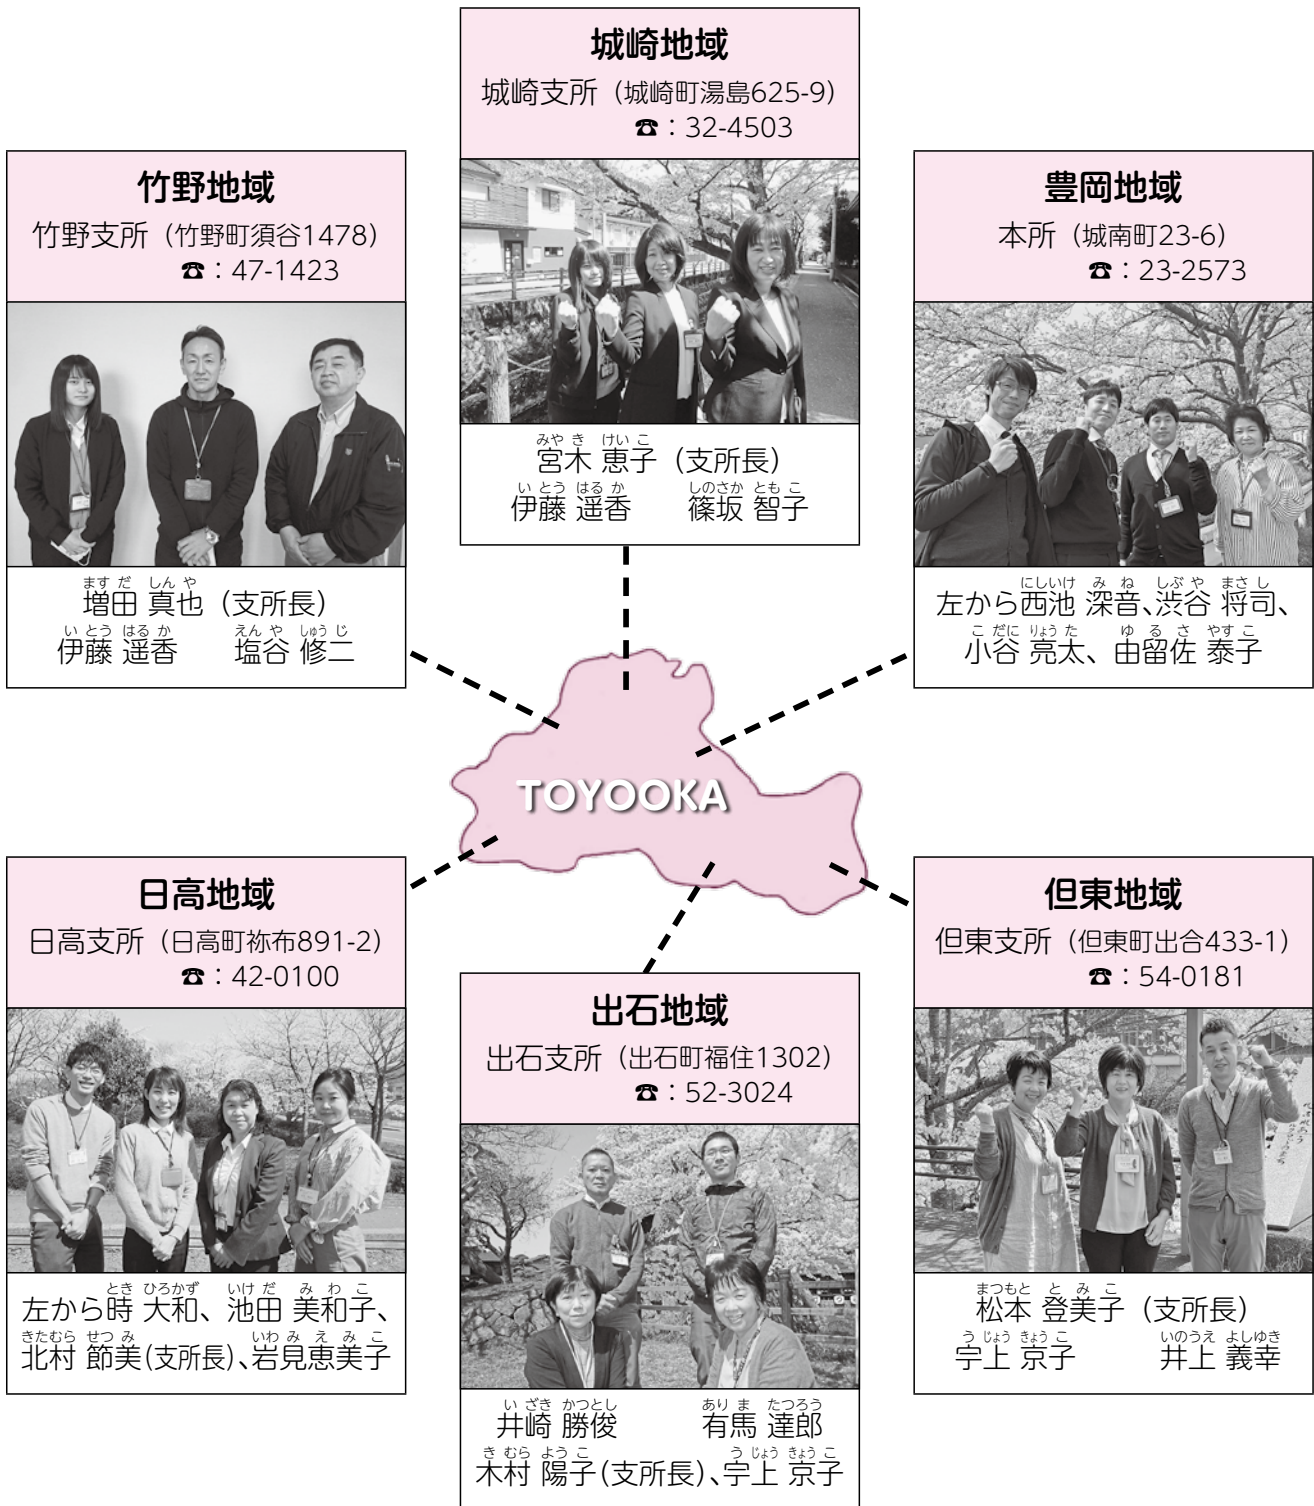 城崎地域
城崎支所（城崎町湯島625-9）
☎：32-4503
みや き けい こ
宮木 恵子（支所長）
い とう はる か しのさか とも こ
伊藤 遥香 篠坂 智子
竹野地域
竹野支所（竹野町須谷1478）
☎：47-1423
ます だ しん や
増田 真也（支所長）
い とう はる か えん や しゅう じ
伊藤 遥香 塩谷 修二
豊岡地域
本所（城南町23-6）
☎：23-2573
にしいけ み ね しぶ や まさ し
左から西池 深音、渋谷 将司、
こ だに りょう た ゆ る さ やす こ
小谷 亮太、由留佐 泰子
TOYOOKA
日高地域
日高支所（日高町祢布891-2）
☎：42-0100
とき ひろかず いけ だ み わ こ
左から時 大和、池田 美和子、
きたむら せつ み いわ み え み こ
北村 節美(支所長)、岩見恵美子
出石地域
出石支所（出石町福住1302）
☎：52-3024
い ざき かつとし あり ま たつろう
井崎 勝俊 有馬 達郎
き むら よう こ う じょう きょう こ
木村 陽子(支所長)、宇上 京子
但東地域
但東支所（但東町出合433-1）
☎：54-0181
まつもと と み こ
松本 登美子（支所長）
う じょう きょう こ いのうえ よしゆき
宇上 京子 井上 義幸